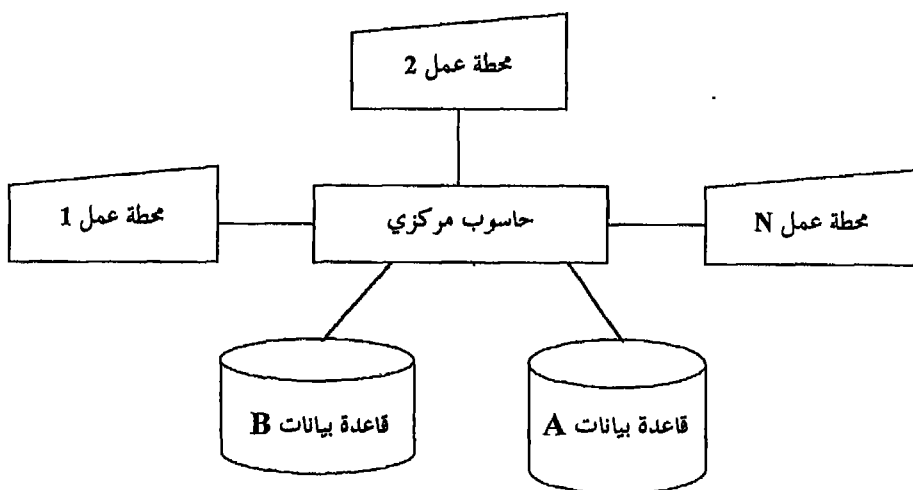 محطة عمل 2
محطة عمل 1
حاسوب مركزي
محطة عمل N
قاعدة بيانات B
قاعدة بيانات A